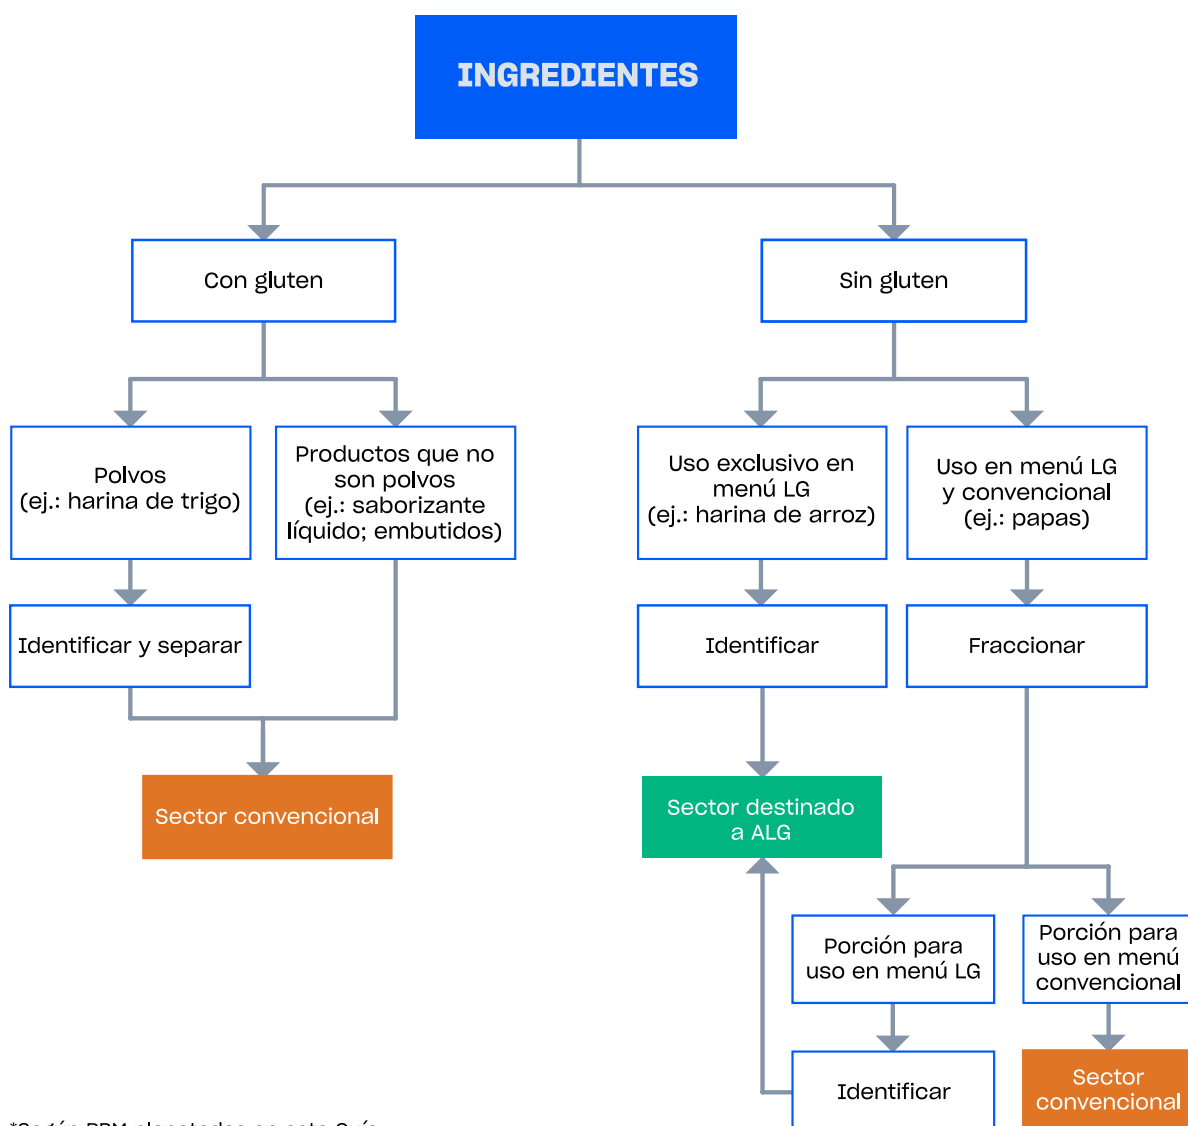 INGREDIENTES
Con gluten
Sin gluten
Polvos
(ej.: harina de trigo)
Productos que no
son polvos
(ej.: saborizante
líquido; embutidos)
Uso exclusivo en
menú LG
(ej.: harina de arroz)
Uso en menú LG
y convencional
(ej.: papas)
Identificar y separar
Identificar
Fraccionar
Sector convencional
Sector destinado
a ALG
Porción para
uso en menú LG
Porción para
uso en menú
convencional
Identificar
Sector
convencional